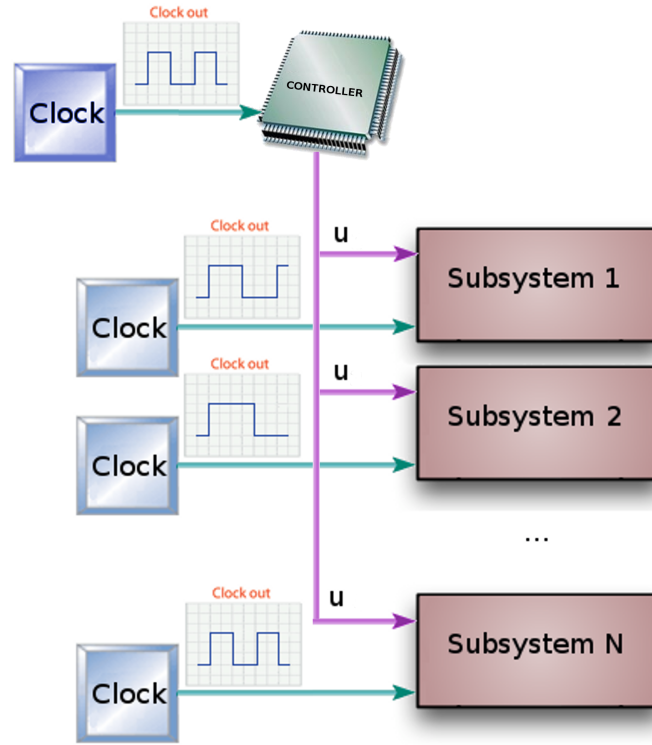 Clock out
Clock
CONTROLLER
Clock out
u
Subsystem 1
Clock
Clock out
u
Subsystem 2
Clock
...
Clock out
u
Subsystem N
Clock